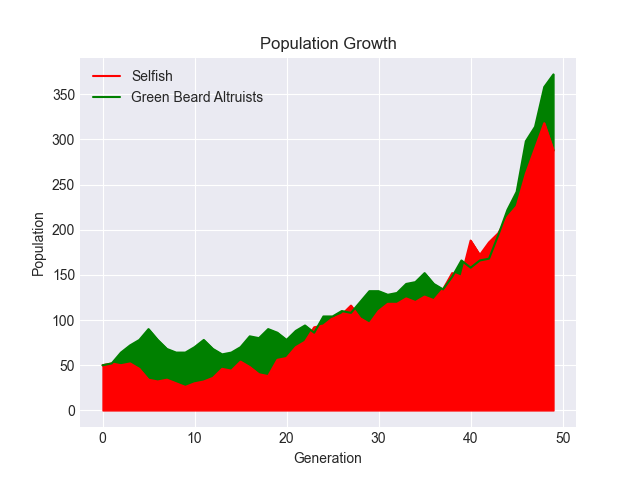 Population Growth
Selfish
Green Beard Altruists
Population
350
300
250
200
150
100
50
0
0 10 20 30 40 50
Generation